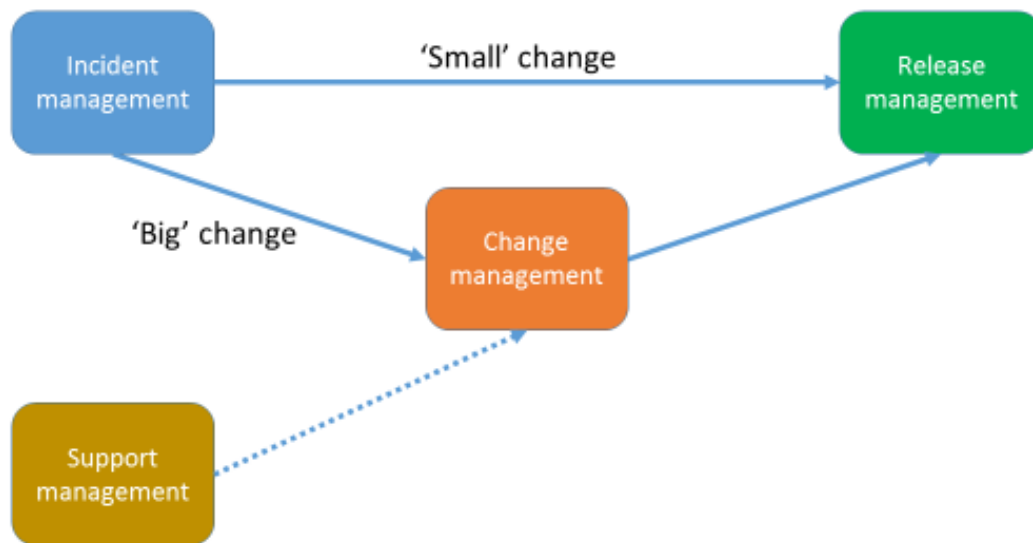 Incident
management
‘Small’ change
Release
management
‘Big’ change
Change
management
Support
management